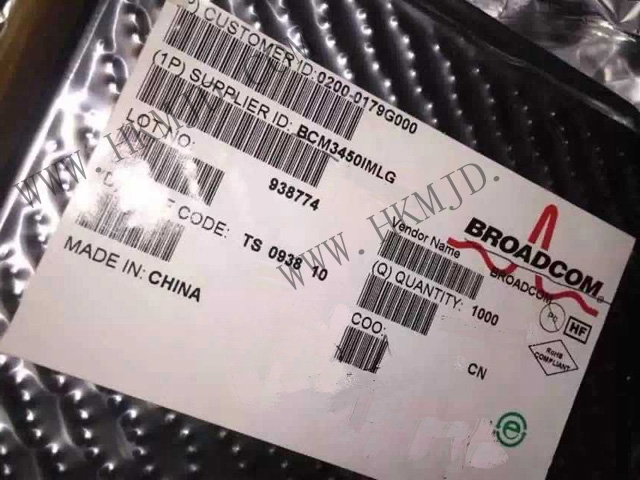 CUSTOMER ID: 0200-0179G000
(1P) SUPPLIER ID: BCM3450IMLG
LOT NO:
938774
CODE: TS 0938 10
MADE IN: CHINA
Vendor Name
BROADCOM
(Q) QUANTITY: 1000
COO:
CN
BROADCOM
HF
RoHS
COMPLIANT
e
WWW.HKMJD.
WWW.HKMJD.